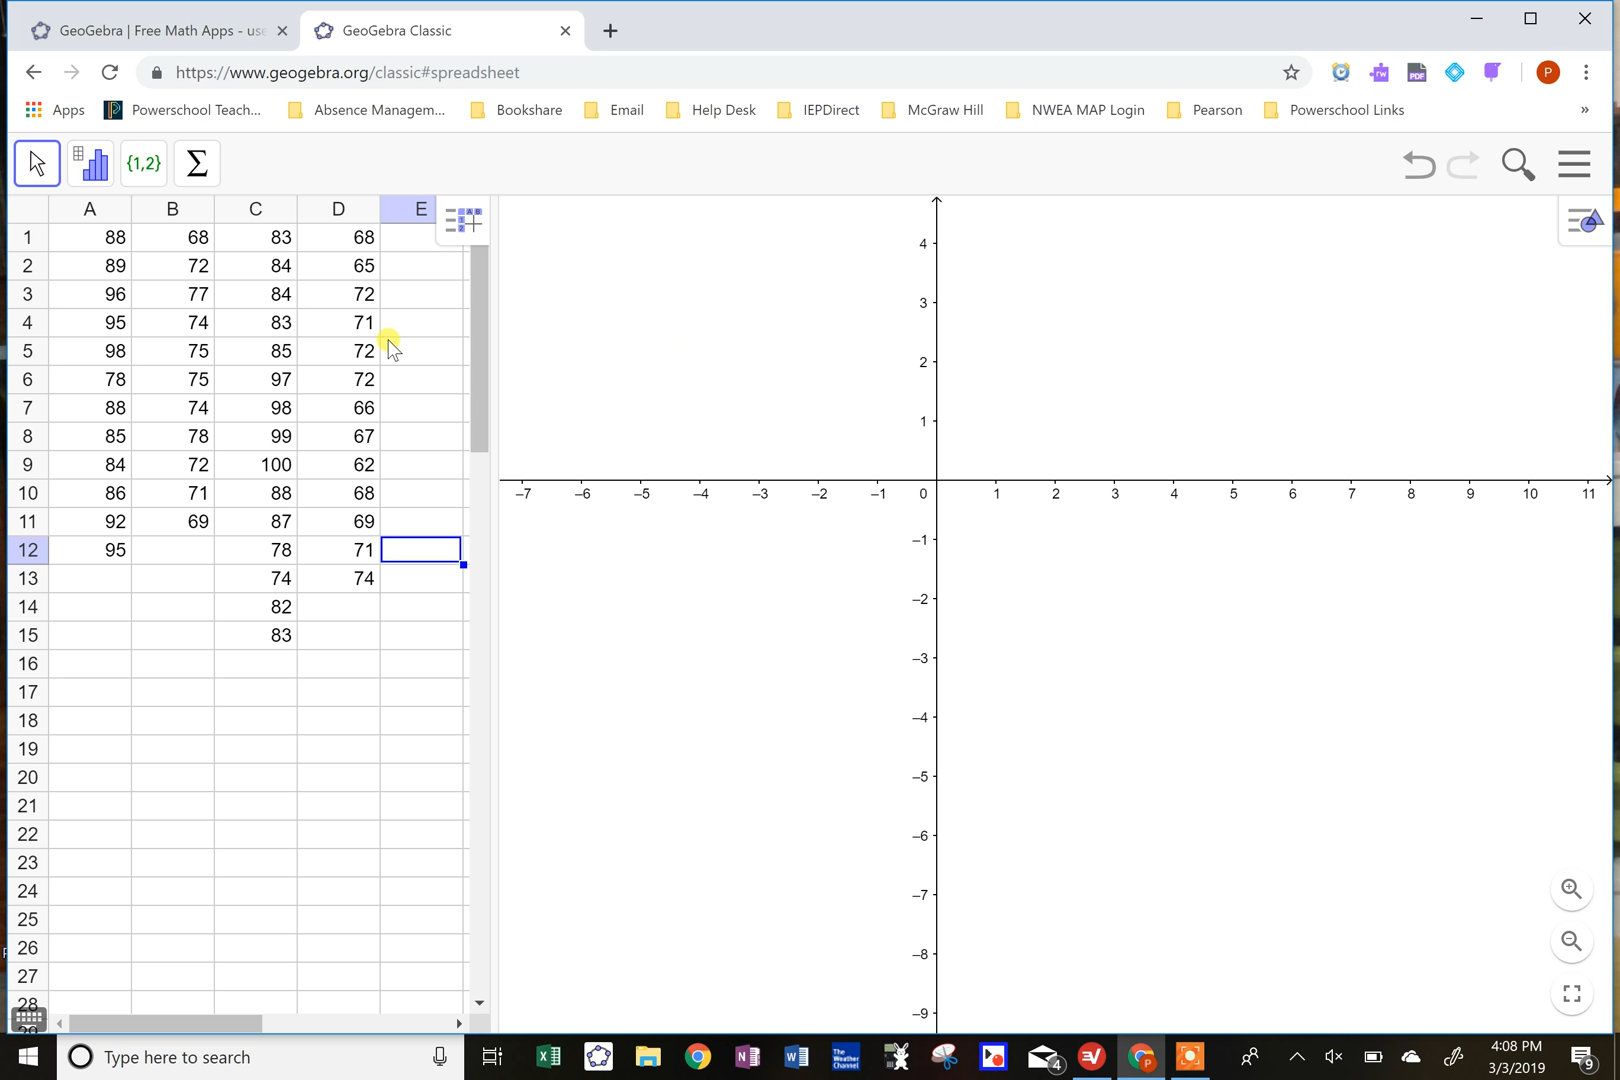 GeoGebra | Free Math Apps - use
GeoGebra Classic
https://www.geogebra.org/classic#spreadsheet
P
Apps Powerschool Teach... Absence Managem... Bookshare Email Help Desk IEPDirect McGraw Hill NWEA MAP Login Pearson Powerschool Links »
{1,2} Σ
A B C D E
1 88 68 83 68
2 89 72 84 65
3 96 77 84 72
4 95 74 83 71
5 98 75 85 72
6 78 75 97 72
7 88 74 98 66
8 85 78 99 67
9 84 72 100 62
10 86 71 88 68
11 92 69 87 69
12 95 78 71
13 74 74
14 82
15 83
16
17
18
19
20
21
22
23
24
25
26
27
28
29
4
3
2
1
–7 –6 –5 –4 –3 –2 –1 0 1 2 3 4 5 6 7 8 9 10 11
–1
–2
–3
–4
–5
–6
–7
–8
–9
Type here to search
The Weather Channel
4
P
4:08 PM
3/3/2019
9